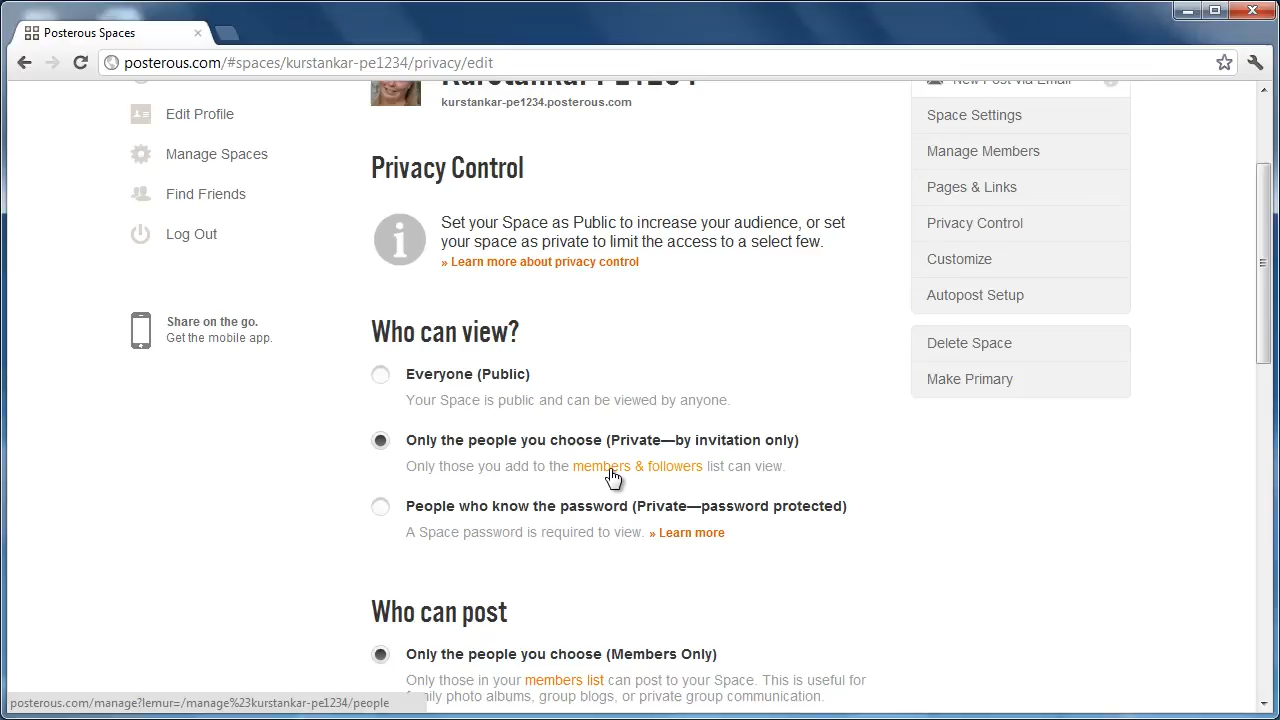 Posterous Spaces
posterous.com/#spaces/kurstankar-pe1234/privacy/edit
Edit Profile
Manage Spaces
Find Friends
Log Out
Share on the go.
Get the mobile app.
Kurstankar-PE1234
kurstankar-pe1234.posterous.com
Privacy Control
Set your Space as Public to increase your audience, or set
your space as private to limit the access to a select few.
» Learn more about privacy control
Who can view?
Everyone (Public)
Your Space is public and can be viewed by anyone.
Only the people you choose (Private—by invitation only)
Only those you add to the members & followers list can view.
People who know the password (Private—password protected)
A Space password is required to view. » Learn more
Who can post
Only the people you choose (Members Only)
Only those in your members list can post to your Space. This is useful for
family photo albums, group blogs, or private group communication.
New Post via Email
Space Settings
Manage Members
Pages & Links
Privacy Control
Customize
Autopost Setup
Delete Space
Make Primary
posterous.com/manage?lemur=/manage%23kurstankar-pe1234/people